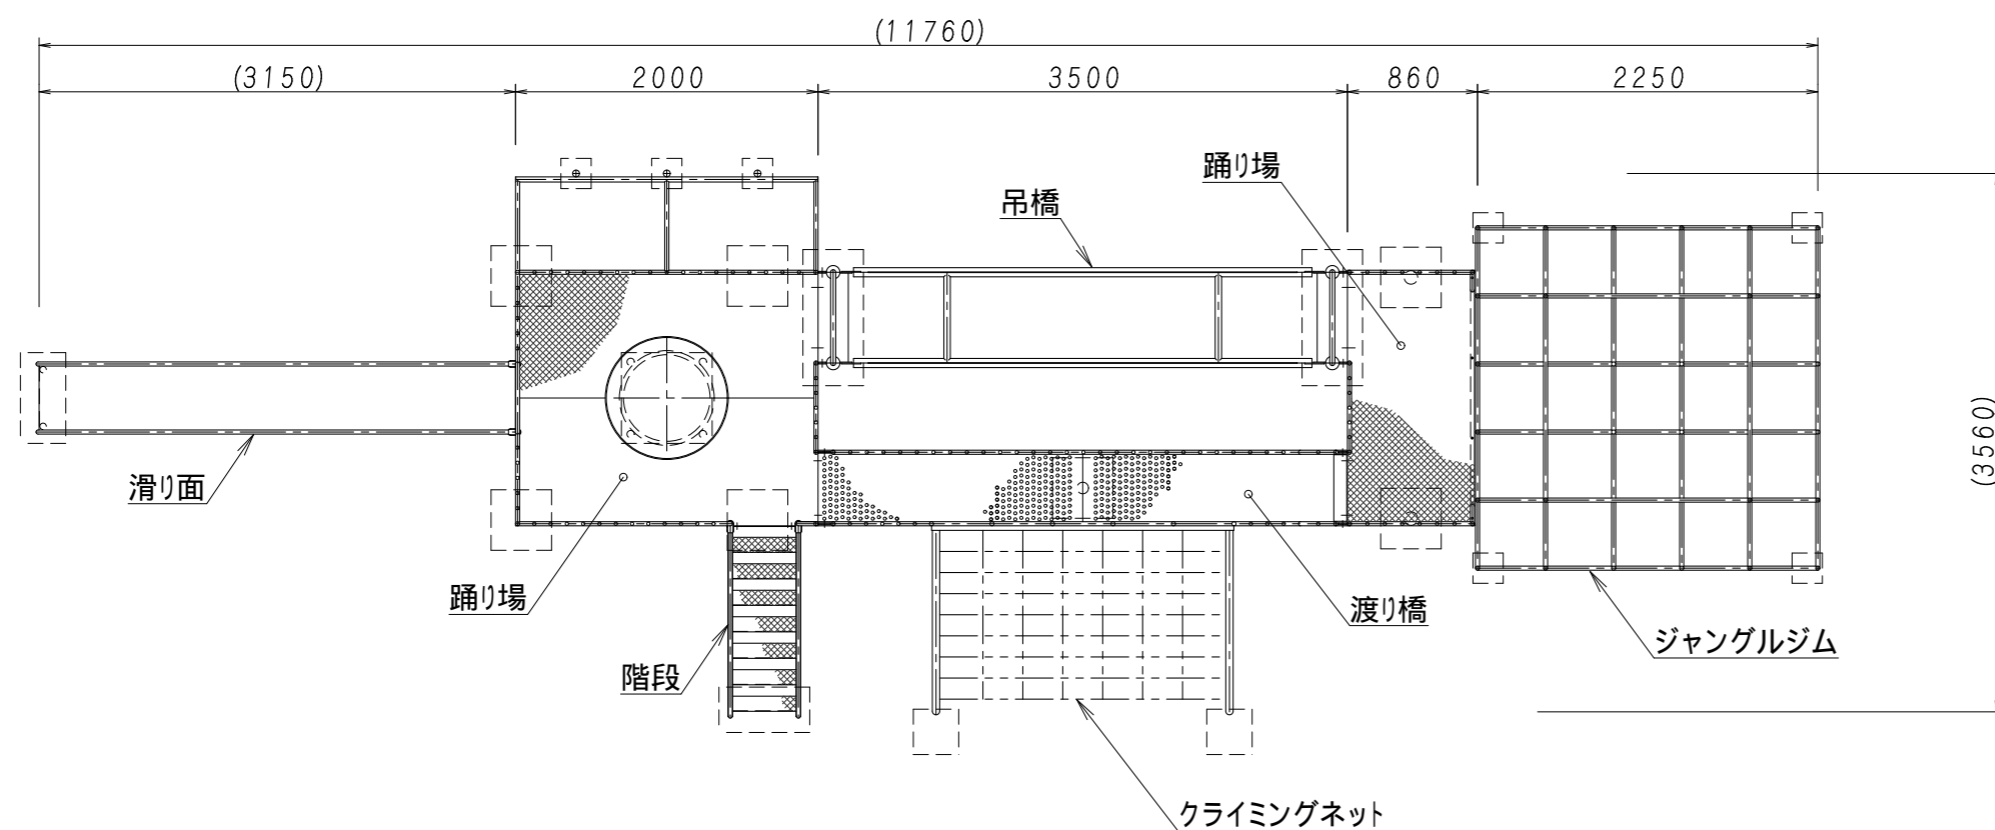 (11760)
(3150)
2000
3500
860
2250
踊り場
吊橋
(3560)
滑り面
踊り場
渡り橋
階段
ジャングルジム
クライミングネット